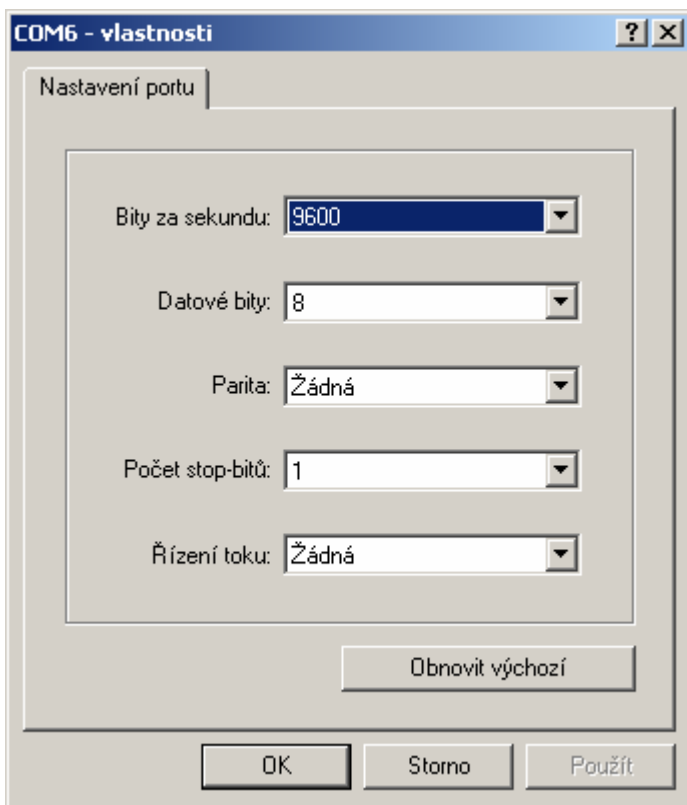 COM6 - vlastnosti
Nastavení portu
Bity za sekundu: 9600
Datové bity: 8
Parita: Žádná
Počet stop-bitů: 1
Řízení toku: Žádná
Obnovit výchozí
OK Storno Použít